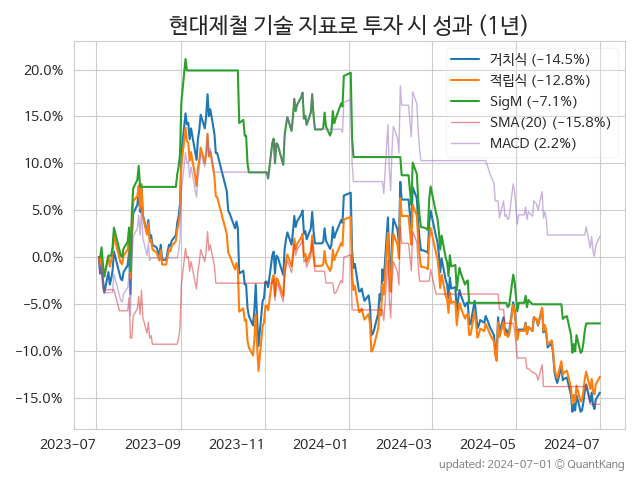 현대제철 기술 지표로 투자 시 성과 (1년)
거치식 (−14.5%)
적립식 (−12.8%)
SigM (−7.1%)
SMA(20) (−15.8%)
MACD (2.2%)
20.0%
15.0%
10.0%
5.0%
0.0%
−5.0%
−10.0%
−15.0%
2023-07 2023-09 2023-11 2024-01 2024-03 2024-05 2024-07
updated: 2024-07-01 © QuantKang